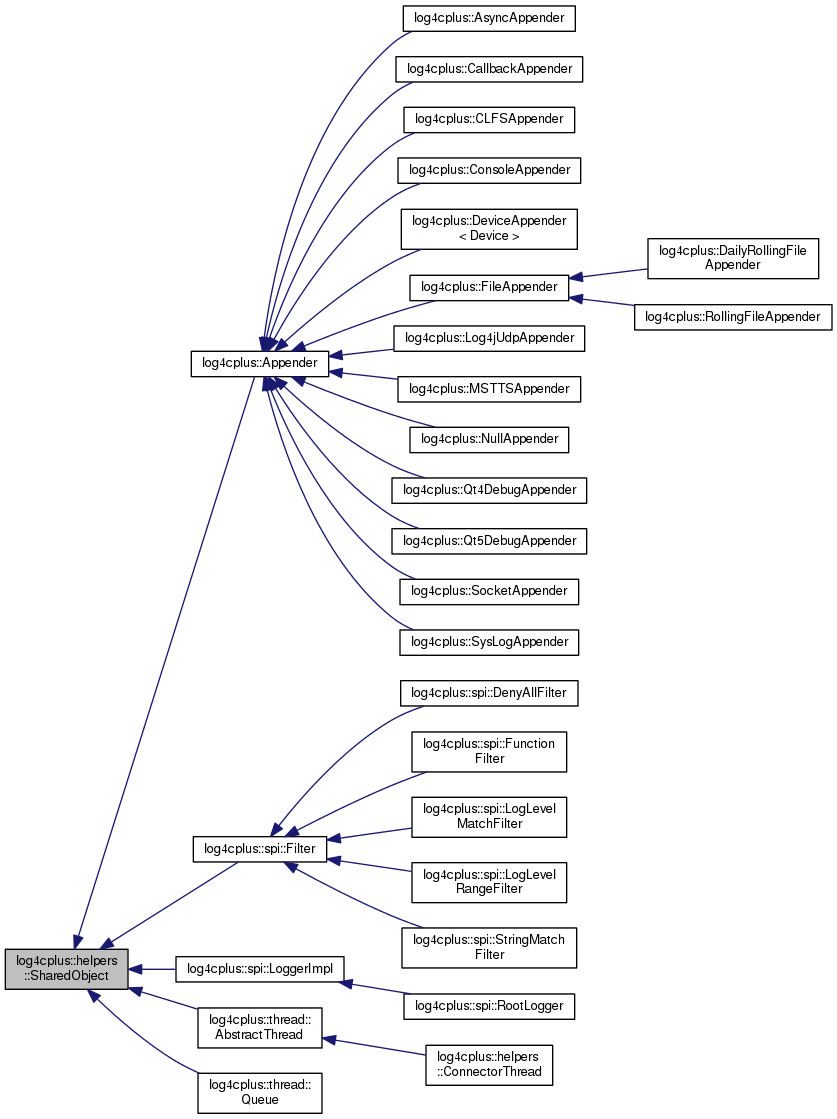 log4cplus::AsyncAppender
log4cplus::CallbackAppender
log4cplus::CLFSAppender
log4cplus::ConsoleAppender
log4cplus::DeviceAppender
< Device >
log4cplus::DailyRollingFile
Appender
log4cplus::FileAppender
log4cplus::RollingFileAppender
log4cplus::Log4jUdpAppender
log4cplus::Appender
log4cplus::MSTTSAppender
log4cplus::NullAppender
log4cplus::Qt4DebugAppender
log4cplus::Qt5DebugAppender
log4cplus::SocketAppender
log4cplus::SysLogAppender
log4cplus::spi::DenyAllFilter
log4cplus::spi::Function
Filter
log4cplus::spi::LogLevel
MatchFilter
log4cplus::spi::Filter
log4cplus::spi::LogLevel
RangeFilter
log4cplus::spi::StringMatch
Filter
log4cplus::helpers
::SharedObject
log4cplus::spi::LoggerImpl
log4cplus::spi::RootLogger
log4cplus::thread::
AbstractThread
log4cplus::helpers
::ConnectorThread
log4cplus::thread::
Queue